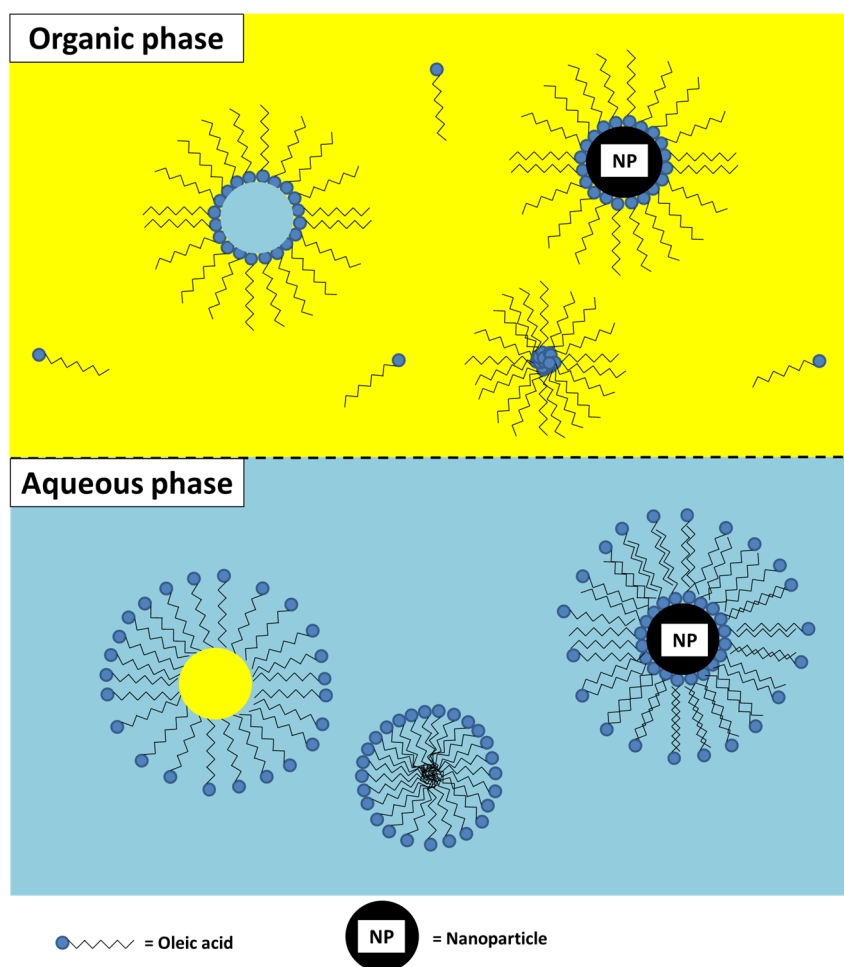 Organic phase
NP
Aqueous phase
NP
= Oleic acid
NP
= Nanoparticle